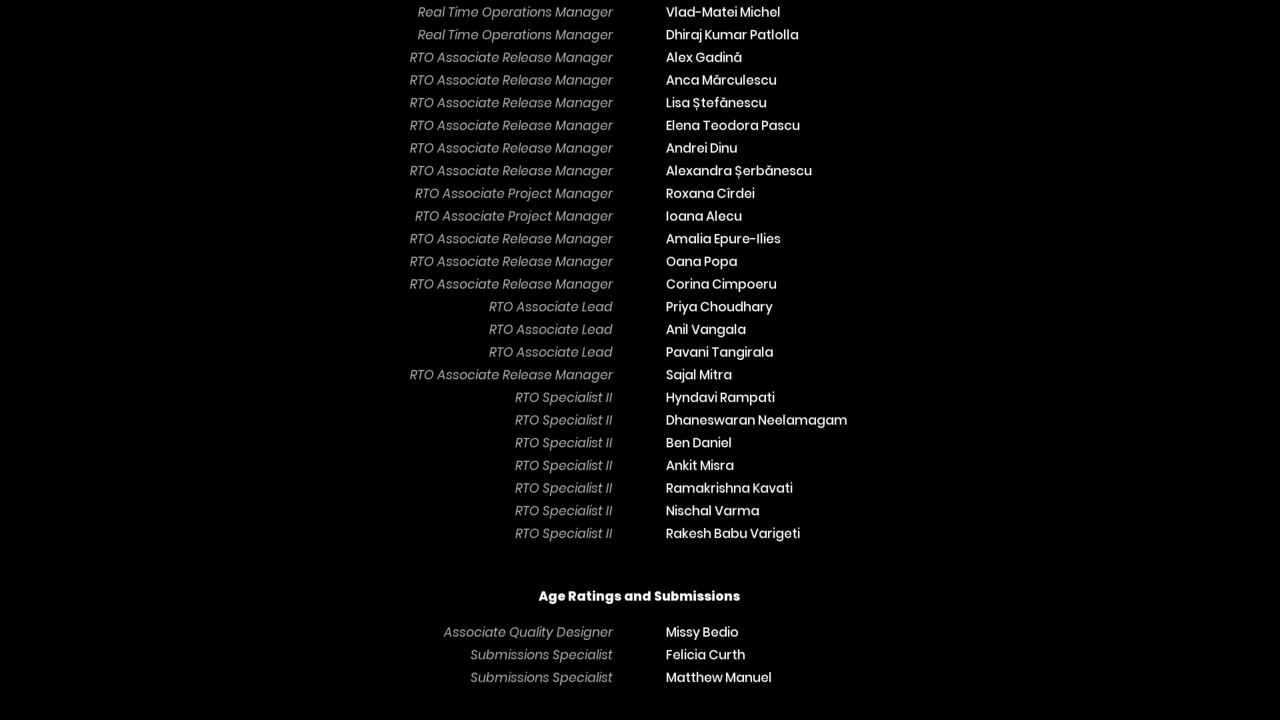 Real Time Operations Manager Vlad-Matei Michel
Real Time Operations Manager Dhiraj Kumar Patlolla
RTO Associate Release Manager Alex Gadină
RTO Associate Release Manager Anca Mărculescu
RTO Associate Release Manager Lisa Ștefănescu
RTO Associate Release Manager Elena Teodora Pascu
RTO Associate Release Manager Andrei Dinu
RTO Associate Release Manager Alexandra Șerbănescu
RTO Associate Project Manager Roxana Cîrdei
RTO Associate Project Manager Ioana Alecu
RTO Associate Release Manager Amalia Epure-Ilies
RTO Associate Release Manager Oana Popa
RTO Associate Release Manager Corina Cimpoeru
RTO Associate Lead Priya Choudhary
RTO Associate Lead Anil Vangala
RTO Associate Lead Pavani Tangirala
RTO Associate Release Manager Sajal Mitra
RTO Specialist II Hyndavi Rampati
RTO Specialist II Dhaneswaran Neelamagam
RTO Specialist II Ben Daniel
RTO Specialist II Ankit Misra
RTO Specialist II Ramakrishna Kavati
RTO Specialist II Nischal Varma
RTO Specialist II Rakesh Babu Varigeti
Age Ratings and Submissions
Associate Quality Designer Missy Bedio
Submissions Specialist Felicia Curth
Submissions Specialist Matthew Manuel